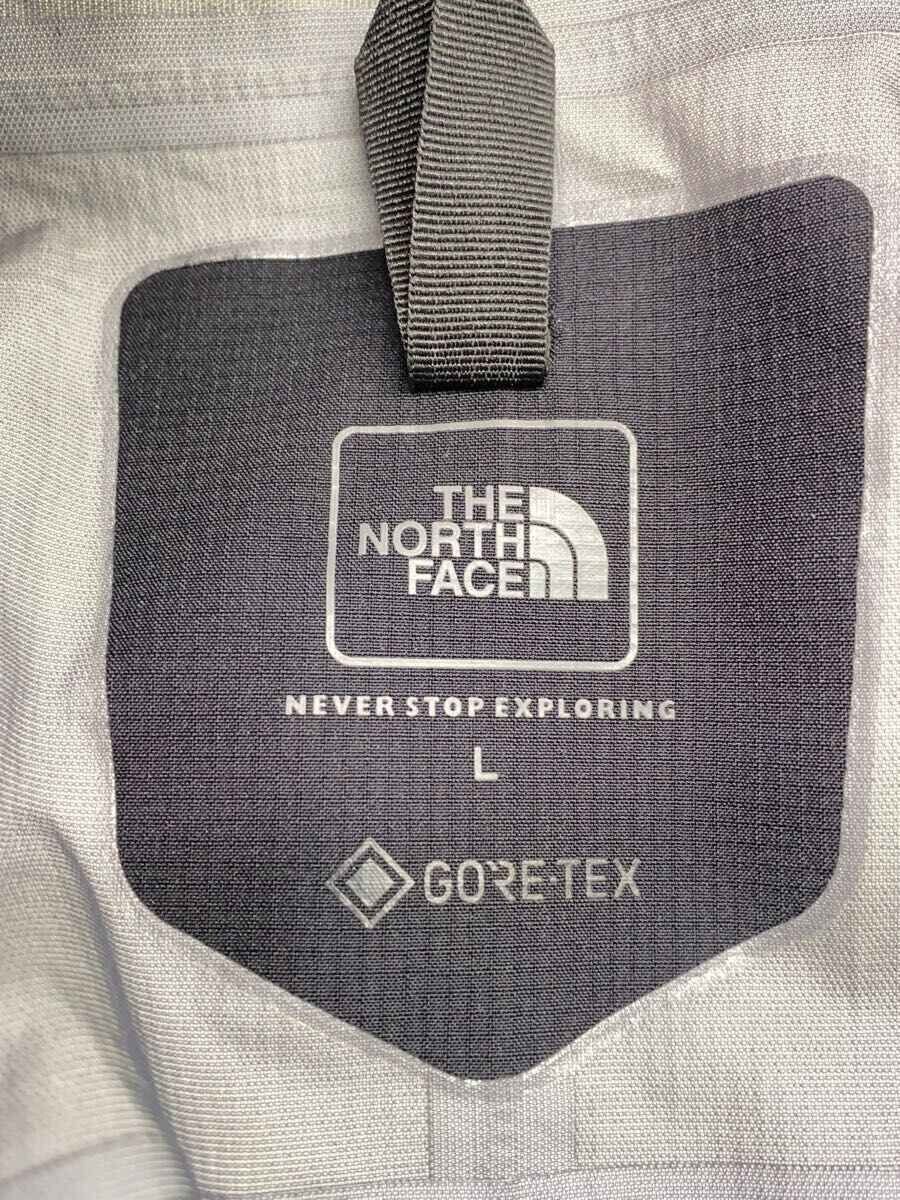 THE
NORTH
FACE
NEVER STOP EXPLORING
L
GORE-TEX